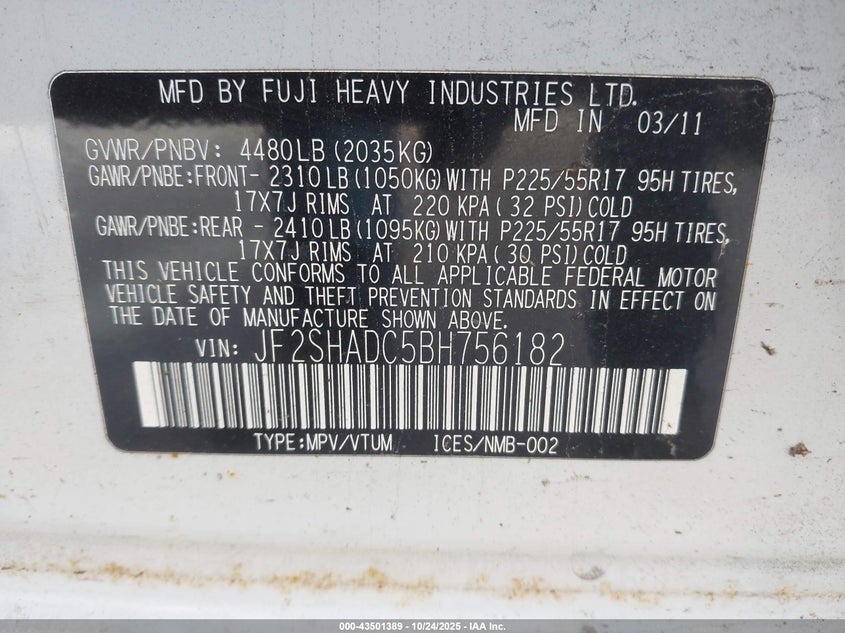 MFD BY FUJI HEAVY INDUSTRIES LTD.
MFD IN 03/11
GVWR/PNBV: 4480LB (2035KG)
GAWR/PNBE:FRONT- 2310LB (1050KG) WITH P225/55R17 95H TIRES,
17X7J RIMS AT 220 KPA ( 32 PSI) COLD
GAWR/PNBE:REAR - 2410LB (1095KG) WITH P225/55R17 95H TIRES,
17X7J RIMS AT 210 KPA ( 30 PSI) COLD
THIS VEHICLE CONFORMS TO ALL APPLICABLE FEDERAL MOTOR
VEHICLE SAFETY AND THEFT PREVENTION STANDARDS IN EFFECT ON
THE DATE OF MANUFACTURE SHOWN ABOVE.
VIN: JF2SHADC5BH756182
TYPE:MPV/VTUM ICES/NMB-002
000-43501389 - 10/24/2025 - IAA Inc.